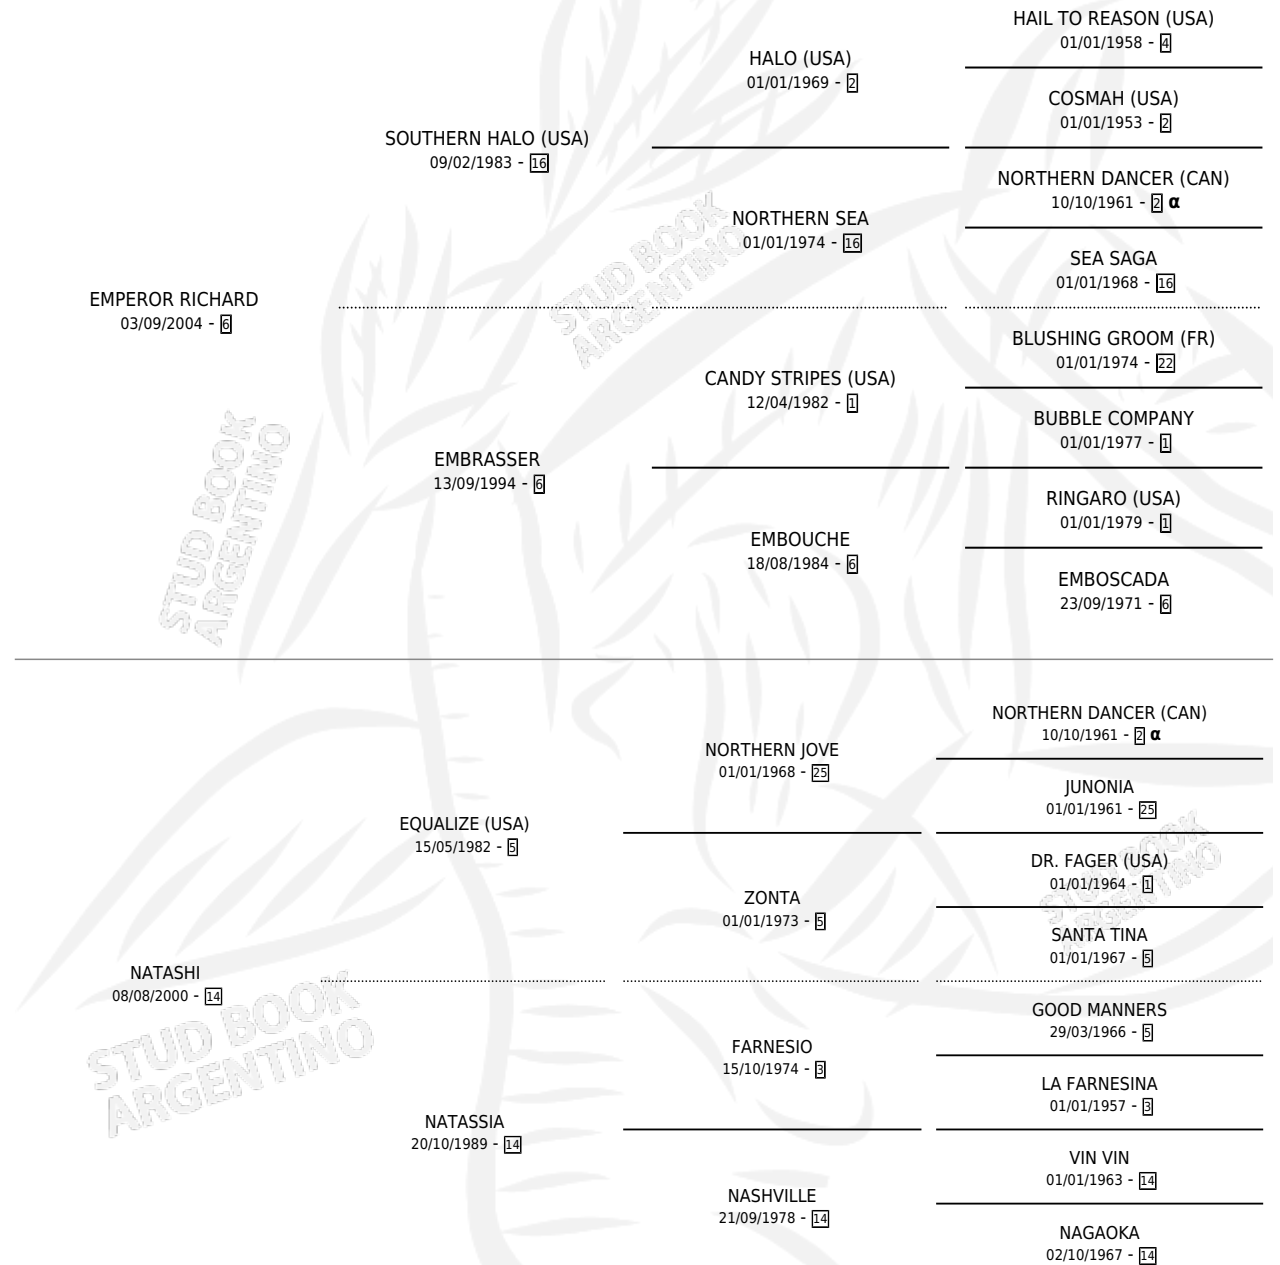 HAIL TO REASON (USA)
01/01/1958 - 4
HALO (USA)
01/01/1969 - 2
COSMAH (USA)
01/01/1953 - 2
SOUTHERN HALO (USA)
09/02/1983 - 16
NORTHERN DANCER (CAN)
10/10/1961 - 2 α
NORTHERN SEA
01/01/1974 - 16
SEA SAGA
01/01/1968 - 16
EMPEROR RICHARD
03/09/2004 - 6
BLUSHING GROOM (FR)
01/01/1974 - 22
CANDY STRIPES (USA)
12/04/1982 - 1
BUBBLE COMPANY
01/01/1977 - 1
EMBRASSER
13/09/1994 - 6
RINGARO (USA)
01/01/1979 - 1
EMBOUCHE
18/08/1984 - 6
EMBOSCADA
23/09/1971 - 6
NORTHERN DANCER (CAN)
10/10/1961 - 2 α
NORTHERN JOVE
01/01/1968 - 25
JUNONIA
01/01/1961 - 25
EQUALIZE (USA)
15/05/1982 - 5
DR. FAGER (USA)
01/01/1964 - 1
ZONTA
01/01/1973 - 5
SANTA TINA
01/01/1967 - 5
NATASHI
08/08/2000 - 14
GOOD MANNERS
29/03/1966 - 5
FARNESIO
15/10/1974 - 3
LA FARNESINA
01/01/1957 - 3
NATASSIA
20/10/1989 - 14
VIN VIN
01/01/1963 - 14
NASHVILLE
21/09/1978 - 14
NAGAOKA
02/10/1967 - 14
STUD BOOK
ARGENTINO
STUD BOOK
ARGENTINO
STUD BOOK
ARGENTINO
STUD BOOK
ARGENTINO